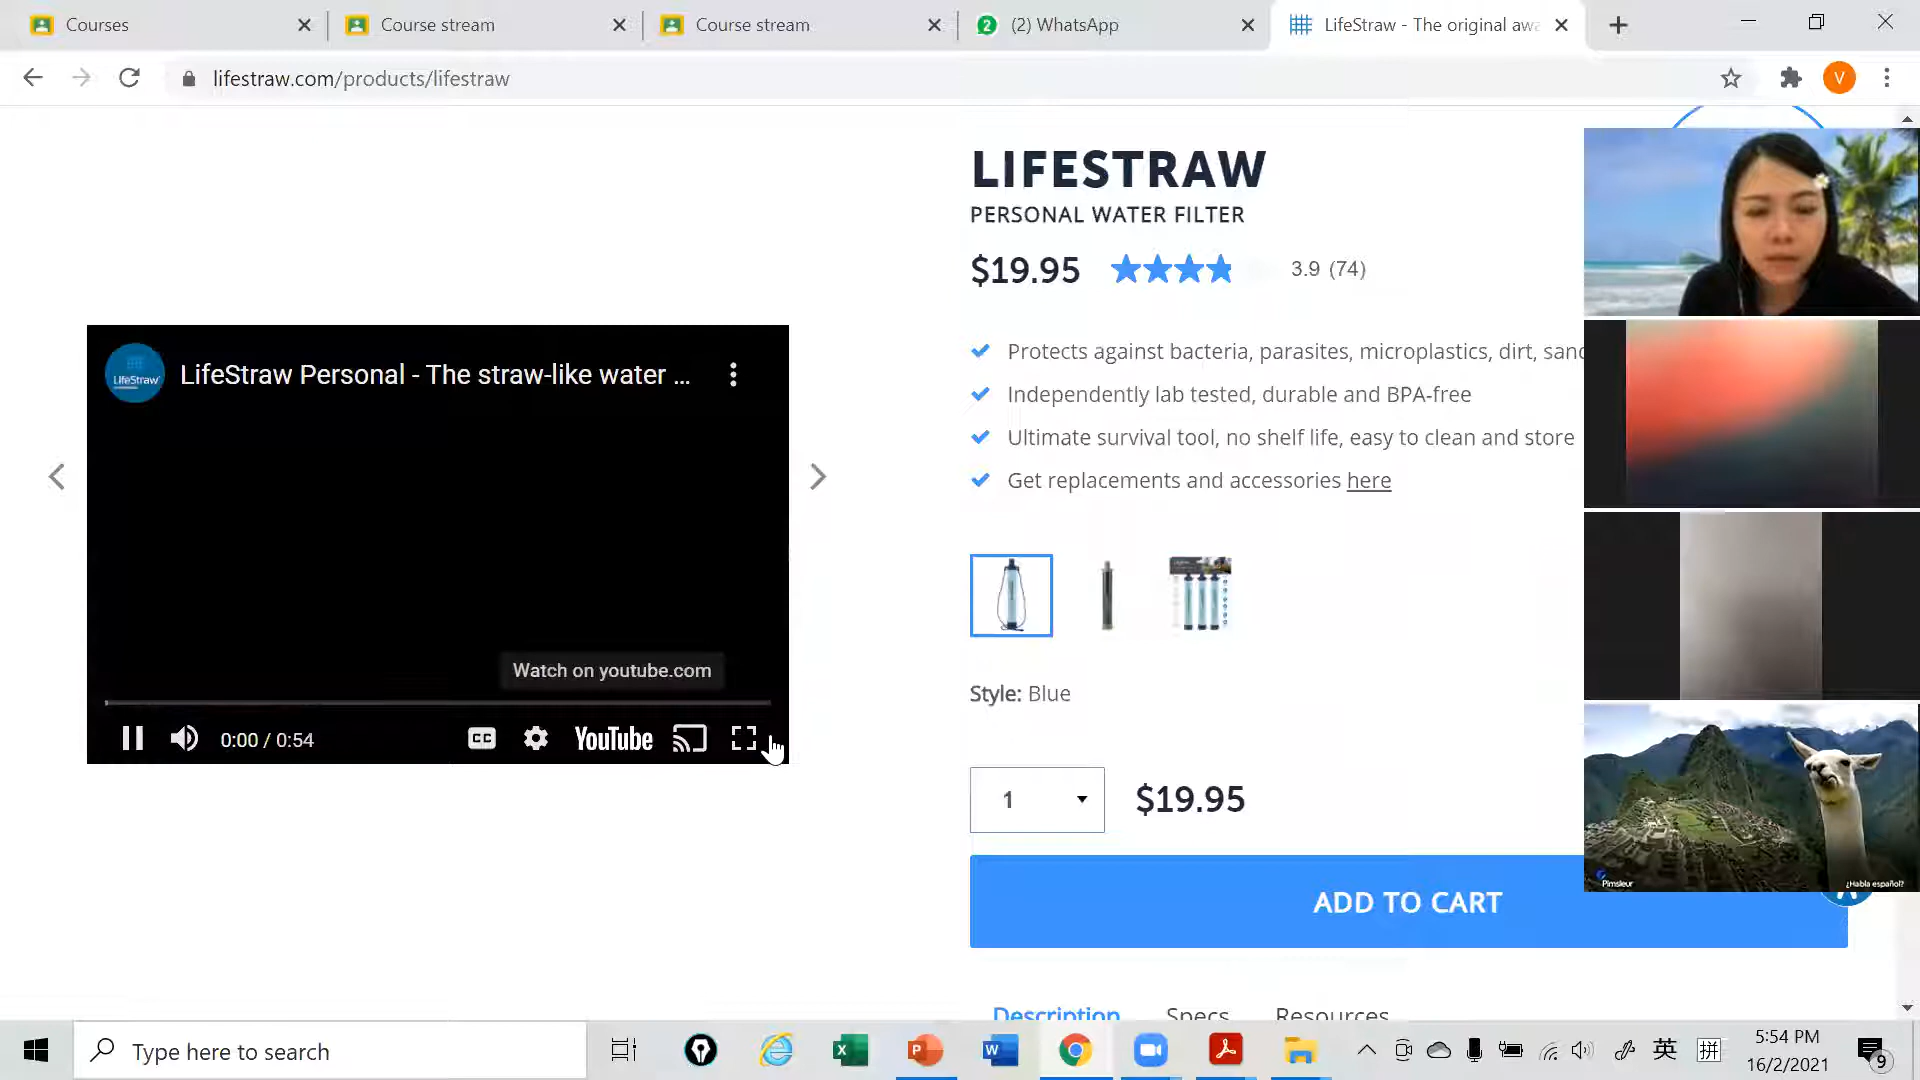 Courses
Course stream
Course stream
2
(2) WhatsApp
LifeStraw - The original awa
lifestraw.com/products/lifestraw
V
LIFESTRAW
PERSONAL WATER FILTER
$19.95
3.9 (74)
Protects against bacteria, parasites, microplastics, dirt, sand
Independently lab tested, durable and BPA-free
Ultimate survival tool, no shelf life, easy to clean and store
Get replacements and accessories here
LifeStraw
LifeStraw Personal - The straw-like water ...
Watch on youtube.com
0:00 / 0:54
CC
YouTube
Style: Blue
1
$19.95
ADD TO CART
Pimsleur
¿Habla español?
Description
Specs
Resources
Type here to search
英
拼
5:54 PM
16/2/2021
9